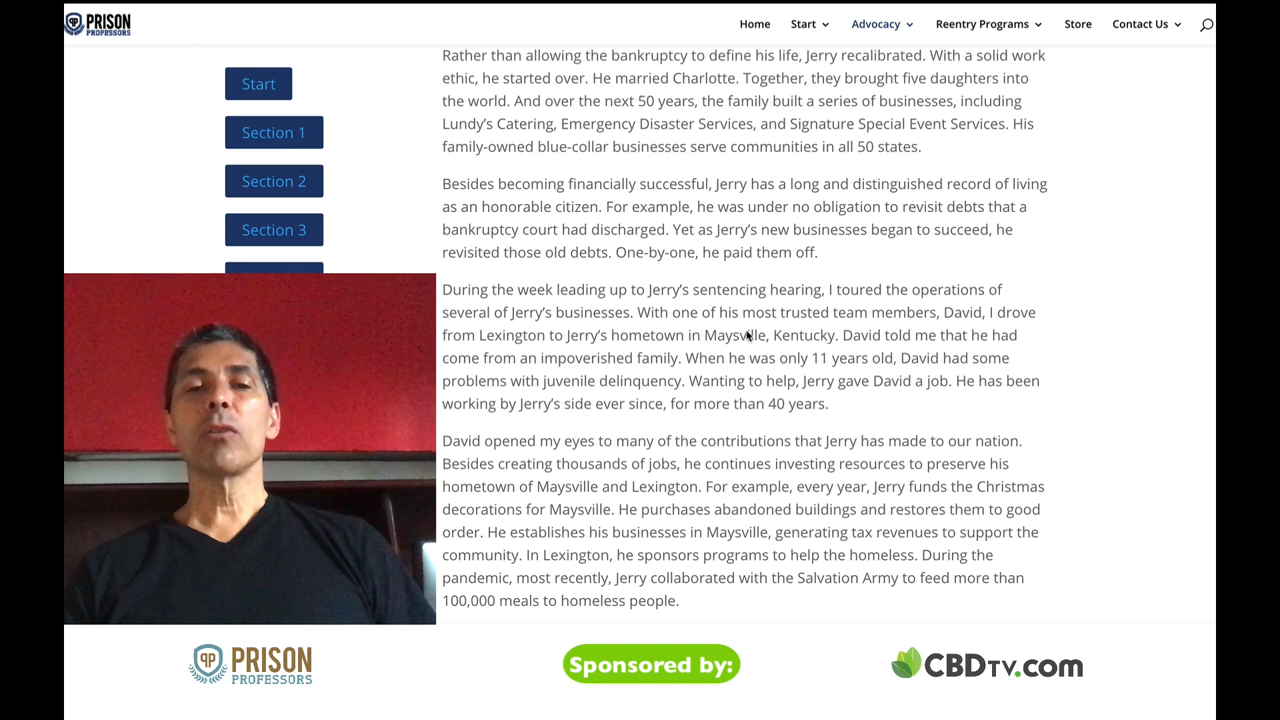 PRISON
PROFESSORS
Home
Start
Advocacy
Reentry Programs
Store
Contact Us
Start
Section 1
Section 2
Section 3
Rather than allowing the bankruptcy to define his life, Jerry recalibrated. With a solid work
ethic, he started over. He married Charlotte. Together, they brought five daughters into
the world. And over the next 50 years, the family built a series of businesses, including
Lundy’s Catering, Emergency Disaster Services, and Signature Special Event Services. His
family-owned blue-collar businesses serve communities in all 50 states.
Besides becoming financially successful, Jerry has a long and distinguished record of living
as an honorable citizen. For example, he was under no obligation to revisit debts that a
bankruptcy court had discharged. Yet as Jerry’s new businesses began to succeed, he
revisited those old debts. One-by-one, he paid them off.
During the week leading up to Jerry’s sentencing hearing, I toured the operations of
several of Jerry’s businesses. With one of his most trusted team members, David, I drove
from Lexington to Jerry’s hometown in Maysville, Kentucky. David told me that he had
come from an impoverished family. When he was only 11 years old, David had some
problems with juvenile delinquency. Wanting to help, Jerry gave David a job. He has been
working by Jerry’s side ever since, for more than 40 years.
David opened my eyes to many of the contributions that Jerry has made to our nation.
Besides creating thousands of jobs, he continues investing resources to preserve his
hometown of Maysville and Lexington. For example, every year, Jerry funds the Christmas
decorations for Maysville. He purchases abandoned buildings and restores them to good
order. He establishes his businesses in Maysville, generating tax revenues to support the
community. In Lexington, he sponsors programs to help the homeless. During the
pandemic, most recently, Jerry collaborated with the Salvation Army to feed more than
100,000 meals to homeless people.
PP
PRISON
PROFESSORS
Sponsored by:
CBDTV.com